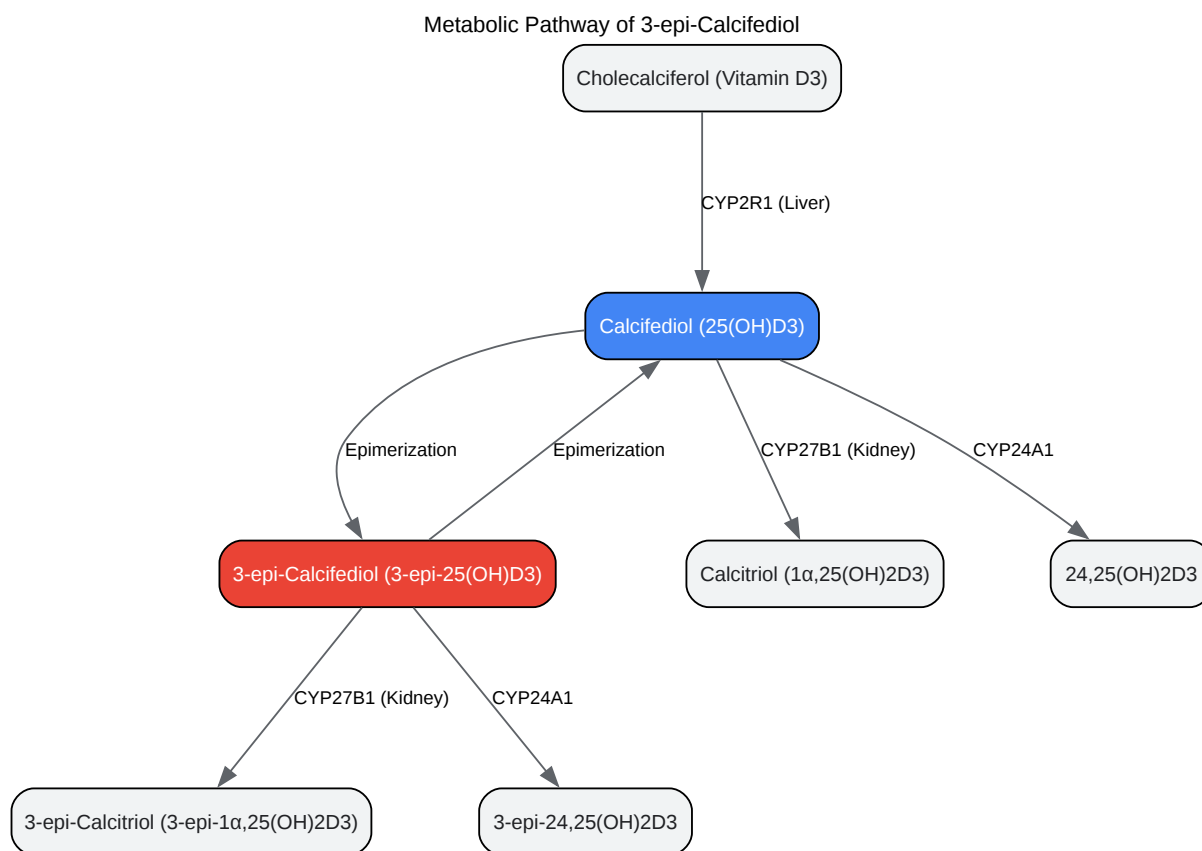 Metabolic Pathway of 3-epi-Calcifediol
Cholecalciferol (Vitamin D3)
CYP2R1 (Liver)
Calcifediol (25(OH)D3)
Epimerization
Epimerization
CYP27B1 (Kidney)
CYP24A1
3-epi-Calcifediol (3-epi-25(OH)D3)
Calcitriol (1α,25(OH)2D3)
24,25(OH)2D3
CYP27B1 (Kidney)
CYP24A1
3-epi-Calcitriol (3-epi-1α,25(OH)2D3)
3-epi-24,25(OH)2D3